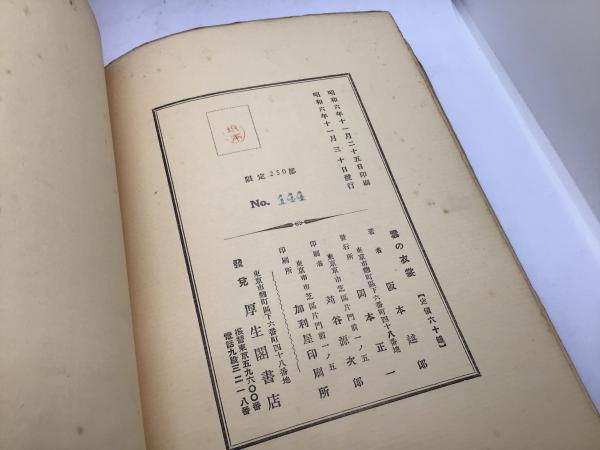 昭和六年十一月二十五日印刷
昭和六年十一月三十日發行
限定250部
No. 144
雲の衣裳 【定價六十錢】
著者 阪本越郎
東京市麹町區下六番町四十八番地
發行者 岡本正一
東京市芝區片門前一ノ五
印刷者 苅谷源次郎
東京市芝區片門前一ノ五
印刷所 加利屋印刷所
東京市麹町區下六番町四十八番地
發兌 厚生閣書店
振替東京五九六〇〇番
電話九段三二一八番